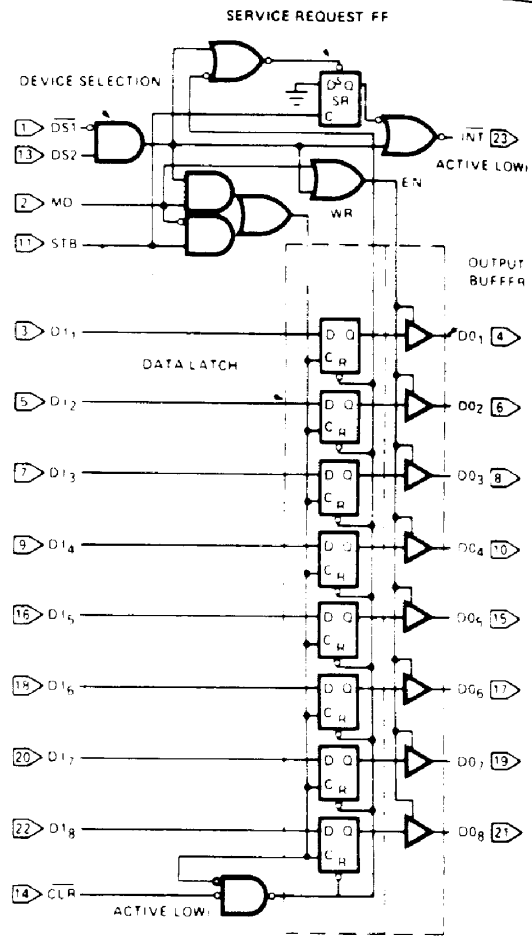 SERVICE REQUEST FF
DEVICE SELECTION
D S Q
SR
C
1 DS1
13 DS2
INT 23
ACTIVE LOW)
2 MD
EN
WR
11 STB
OUTPUT
BUFFER
3 DI1
D Q
C R
DO1 4
DATA LATCH
5 DI2
D Q
C R
DO2 6
7 DI3
D Q
C R
DO3 8
9 DI4
D Q
C R
DO4 10
16 DI5
D Q
C R
DO5 15
18 DI6
D Q
C R
DO6 17
20 DI7
D Q
C R
DO7 19
22 DI8
D Q
C R
DO8 21
14 CLR
ACTIVE LOW)